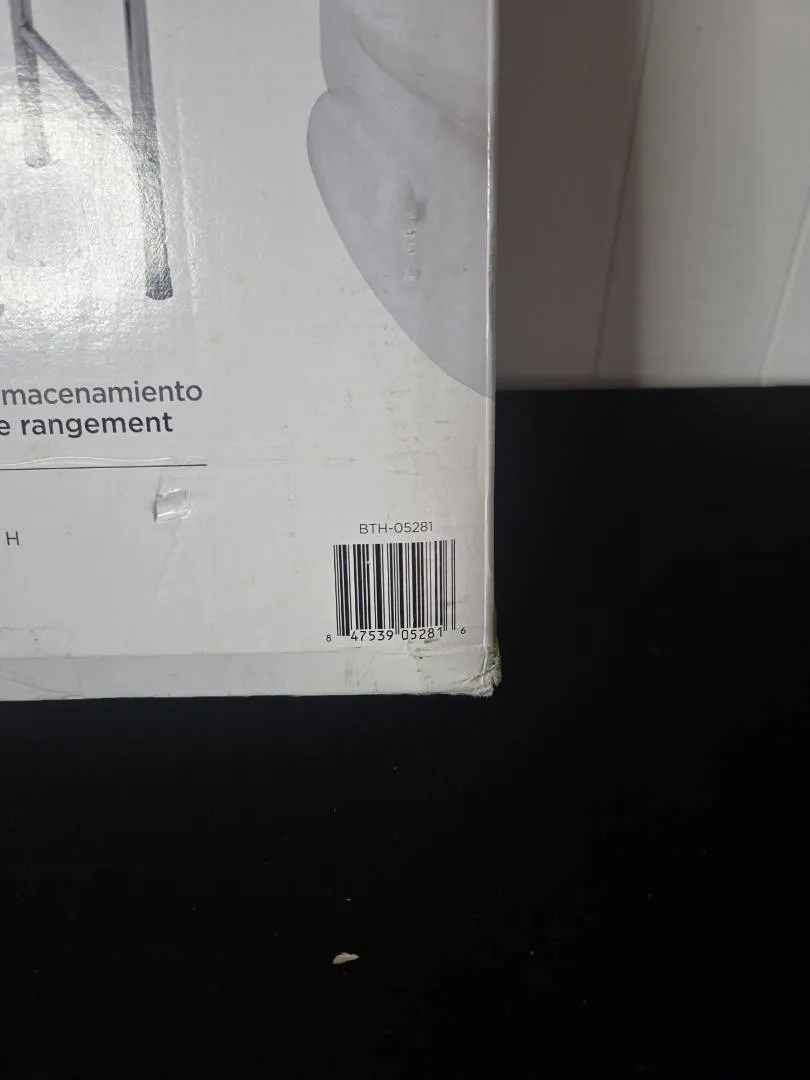 macenamiento
e rangement
H
BTH-05281
8 47539 05281 6